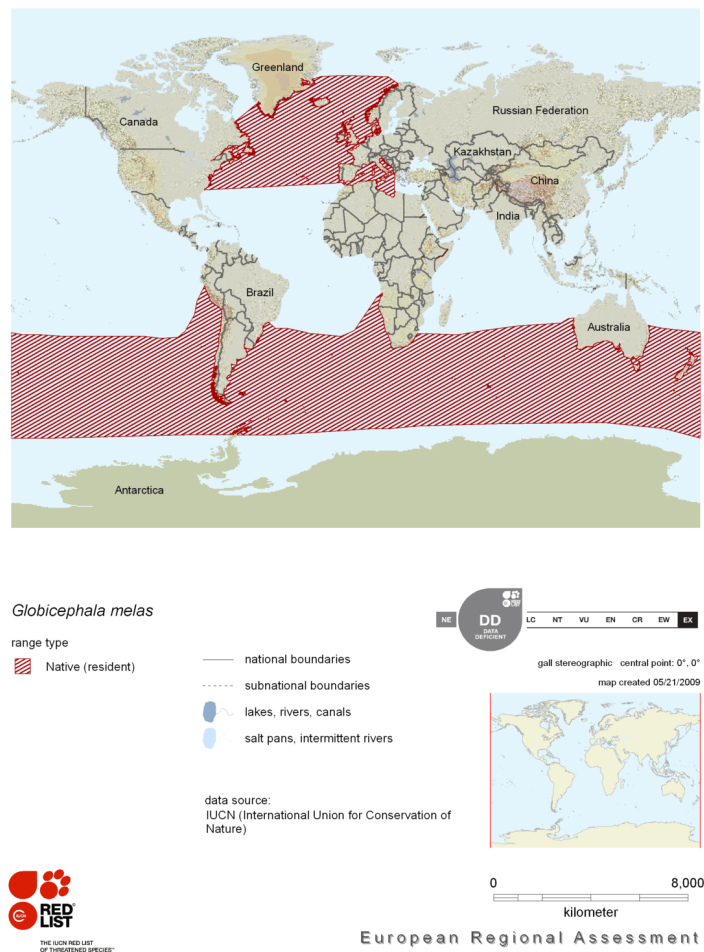 Greenland
Canada
Russian Federation
Kazakhstan
China
India
Brazil
Australia
Antarctica
Globicephala melas
range type
Native (resident)
national boundaries
subnational boundaries
lakes, rivers, canals
salt pans, intermittent rivers
data source:
IUCN (International Union for Conservation of
Nature)
NE
DD
DATA
DEFICIENT
LC NT VU EN CR EW EX
gall stereographic central point: 0°, 0°
map created 05/21/2009
0 8,000
kilometer
IUCN
RED
LIST
THE IUCN RED LIST
OF THREATENED SPECIES™
European Regional Assessment